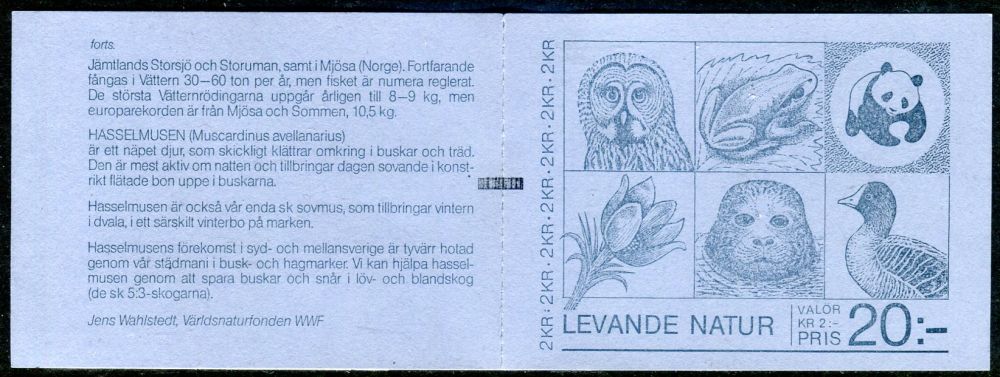 forts.
Jämtlands Storsjö och Storuman, samt i Mjösa (Norge). Fortfarande
fångas i Vättern 30–60 ton per år, men fisket är numera reglerat.
De största Vätternrödingarna uppgår årligen till 8–9 kg, men
europarekorden är från Mjösa och Sommen, 10,5 kg.
HASSELMUSEN (Muscardinus avellanarius)
är ett näpet djur, som skickligt klättrar omkring i buskar och träd.
Den är mest aktiv om natten och tillbringar dagen sovande i konst-
rikt flätade bon uppe i buskarna.
Hasselmusen är också vår enda sk sovmus, som tillbringar vintern
i dvala, i ett särskilt vinterbo på marken.
Hasselmusens förekomst i syd- och mellansverige är tyvärr hotad
genom vår städmani i busk- och hagmarker. Vi kan hjälpa hassel-
musen genom att spara buskar och snår i löv- och blandskog
(de sk 5:3-skogarna).
Jens Wahlstedt, Världsnaturfonden WWF
2KR·2KR·2KR·2KR·2KR·2KR·2KR·2KR
LEVANDE NATUR
VALÖR
KR 2:-
PRIS 20:-